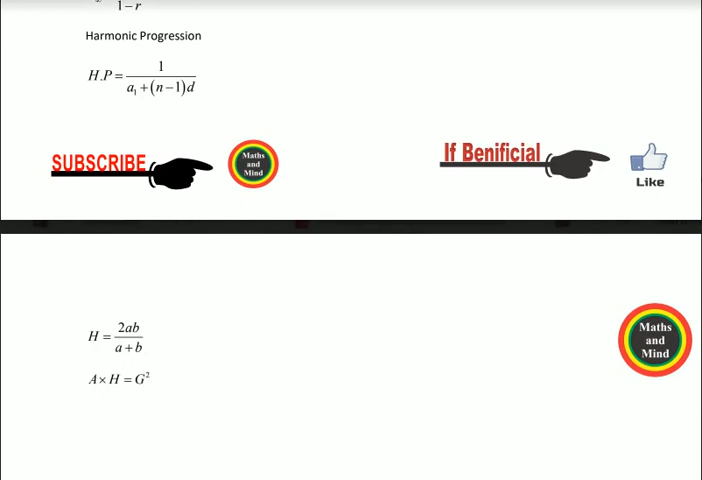 1−r
Harmonic Progression
H.P = 1 / (a₁ + (n−1)d)
SUBSCRIBE
Maths
and
Mind
If Benificial
Like
H = 2ab / (a+b)
A × H = G²
Maths
and
Mind